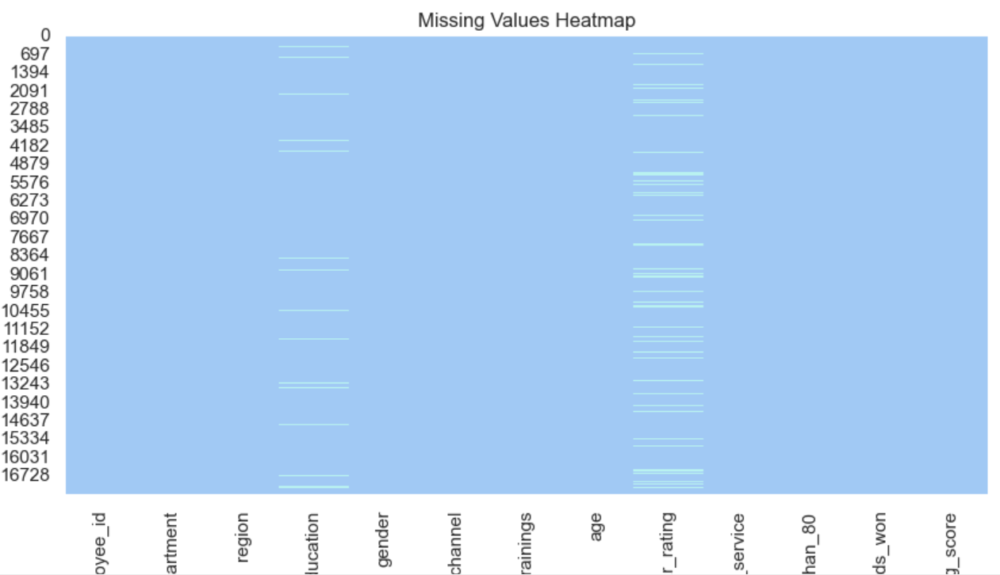 Missing Values Heatmap
0
697
1394
2091
2788
3485
4182
4879
5576
6273
6970
7667
8364
9061
9758
10455
11152
11849
12546
13243
13940
14637
15334
16031
16728
oyee_id
artment
region
lucation
gender
channel
rainings
age
r_rating
_service
han_80
ds_won
g_score